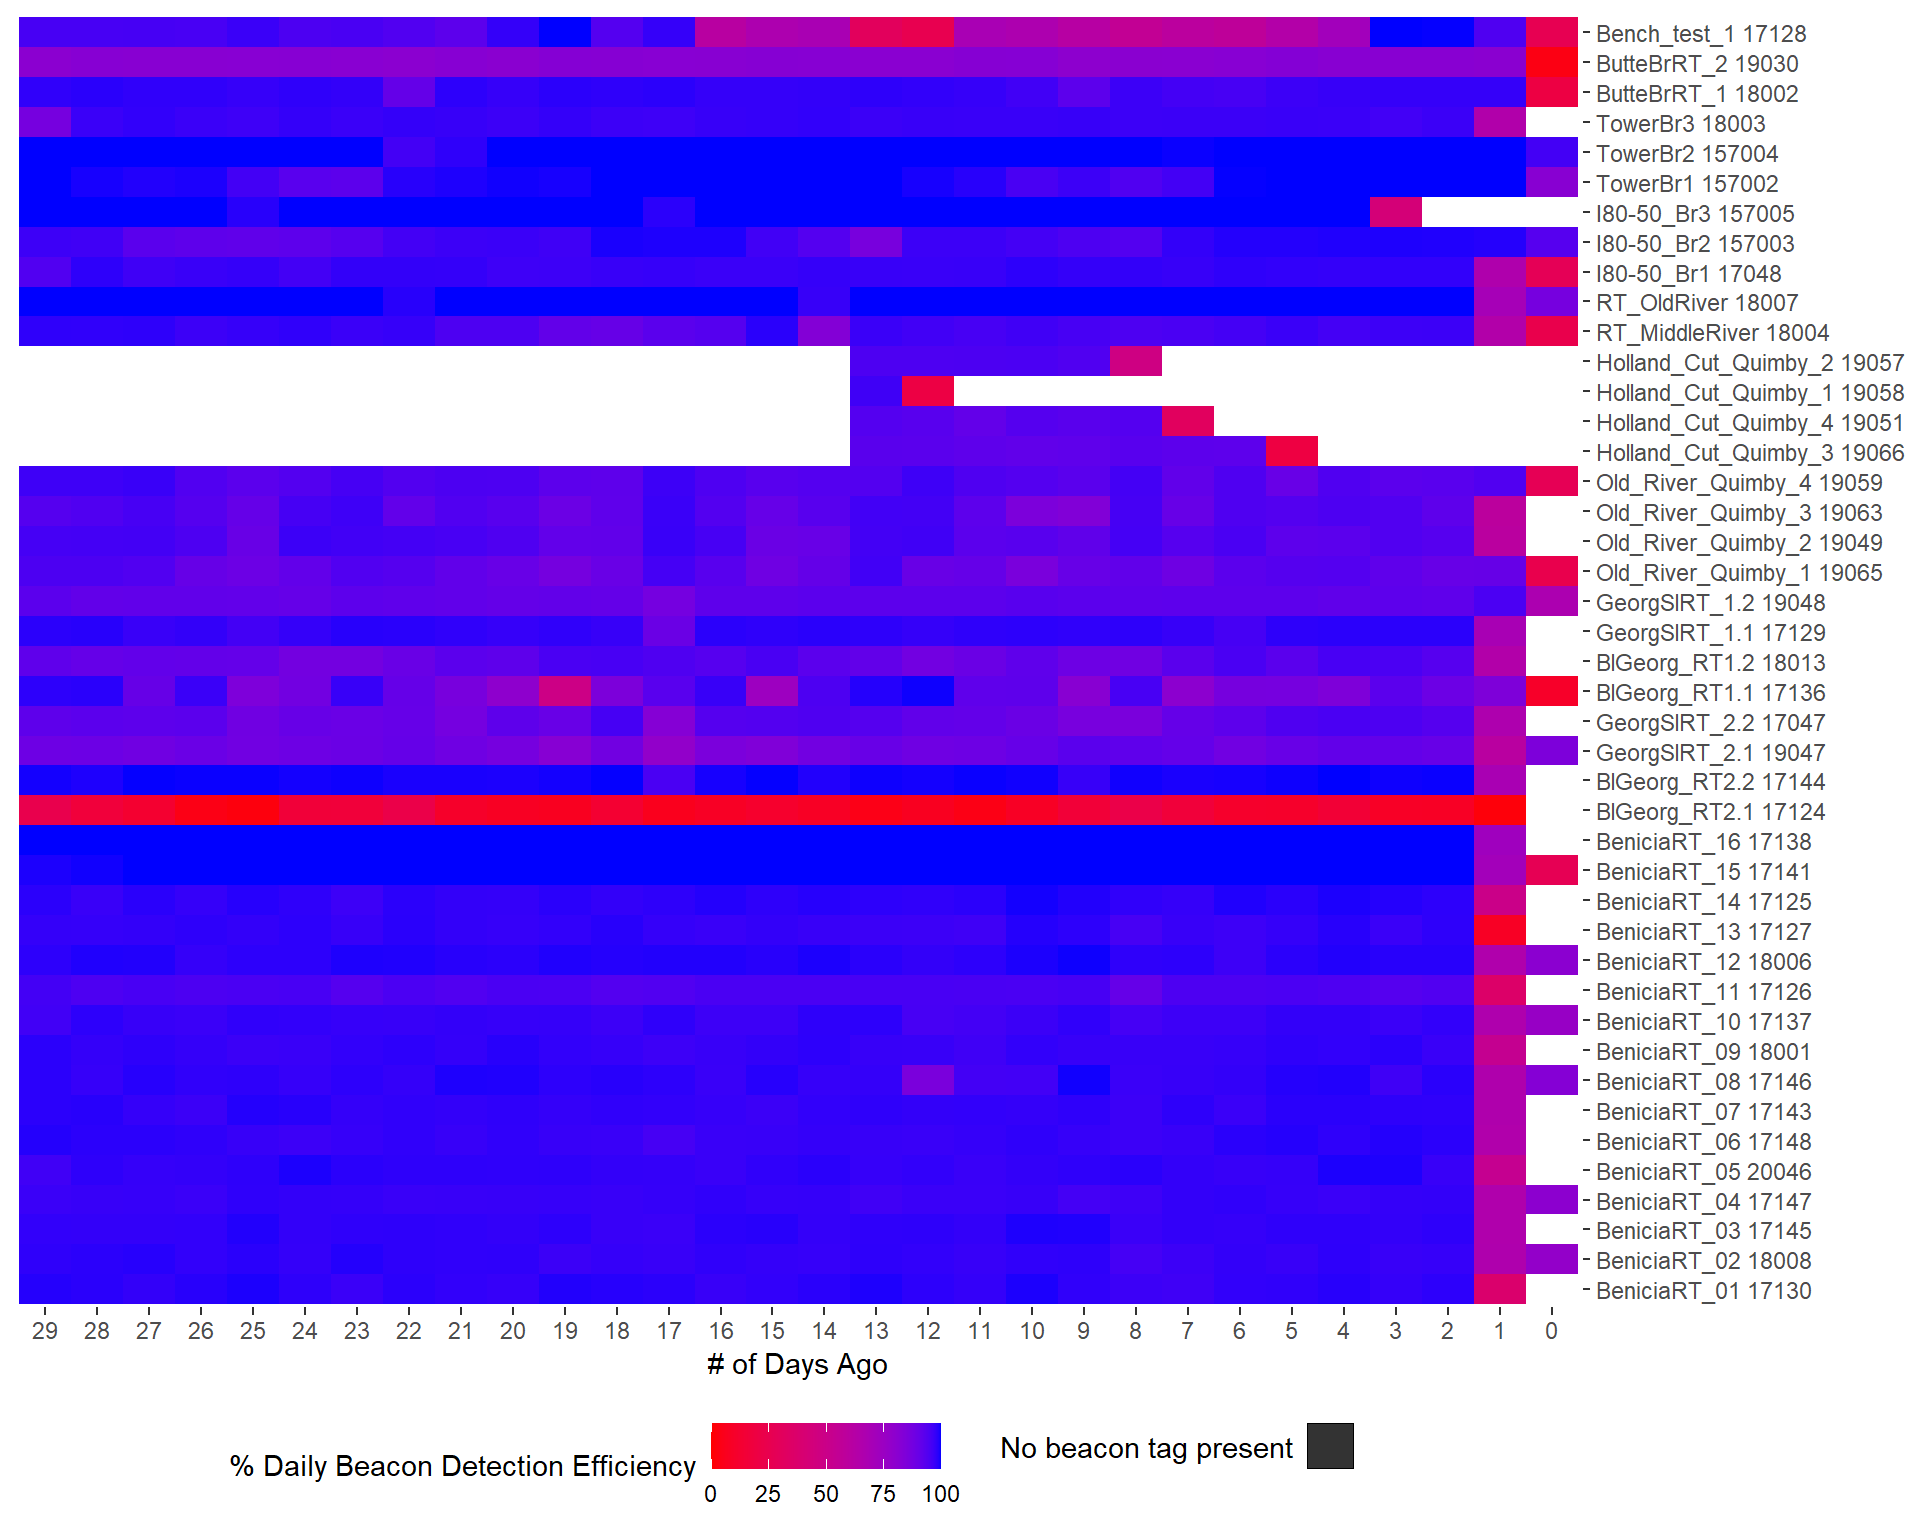 Bench_test_1 17128
ButteBrRT_2 19030
ButteBrRT_1 18002
TowerBr3 18003
TowerBr2 157004
TowerBr1 157002
I80-50_Br3 157005
I80-50_Br2 157003
I80-50_Br1 17048
RT_OldRiver 18007
RT_MiddleRiver 18004
Holland_Cut_Quimby_2 19057
Holland_Cut_Quimby_1 19058
Holland_Cut_Quimby_4 19051
Holland_Cut_Quimby_3 19066
Old_River_Quimby_4 19059
Old_River_Quimby_3 19063
Old_River_Quimby_2 19049
Old_River_Quimby_1 19065
GeorgSlRT_1.2 19048
GeorgSlRT_1.1 17129
BlGeorg_RT1.2 18013
BlGeorg_RT1.1 17136
GeorgSlRT_2.2 17047
GeorgSlRT_2.1 19047
BlGeorg_RT2.2 17144
BlGeorg_RT2.1 17124
BeniciaRT_16 17138
BeniciaRT_15 17141
BeniciaRT_14 17125
BeniciaRT_13 17127
BeniciaRT_12 18006
BeniciaRT_11 17126
BeniciaRT_10 17137
BeniciaRT_09 18001
BeniciaRT_08 17146
BeniciaRT_07 17143
BeniciaRT_06 17148
BeniciaRT_05 20046
BeniciaRT_04 17147
BeniciaRT_03 17145
BeniciaRT_02 18008
BeniciaRT_01 17130
29 28 27 26 25 24 23 22 21 20 19 18 17 16 15 14 13 12 11 10 9 8 7 6 5 4 3 2 1 0
# of Days Ago
% Daily Beacon Detection Efficiency
0 25 50 75 100
No beacon tag present